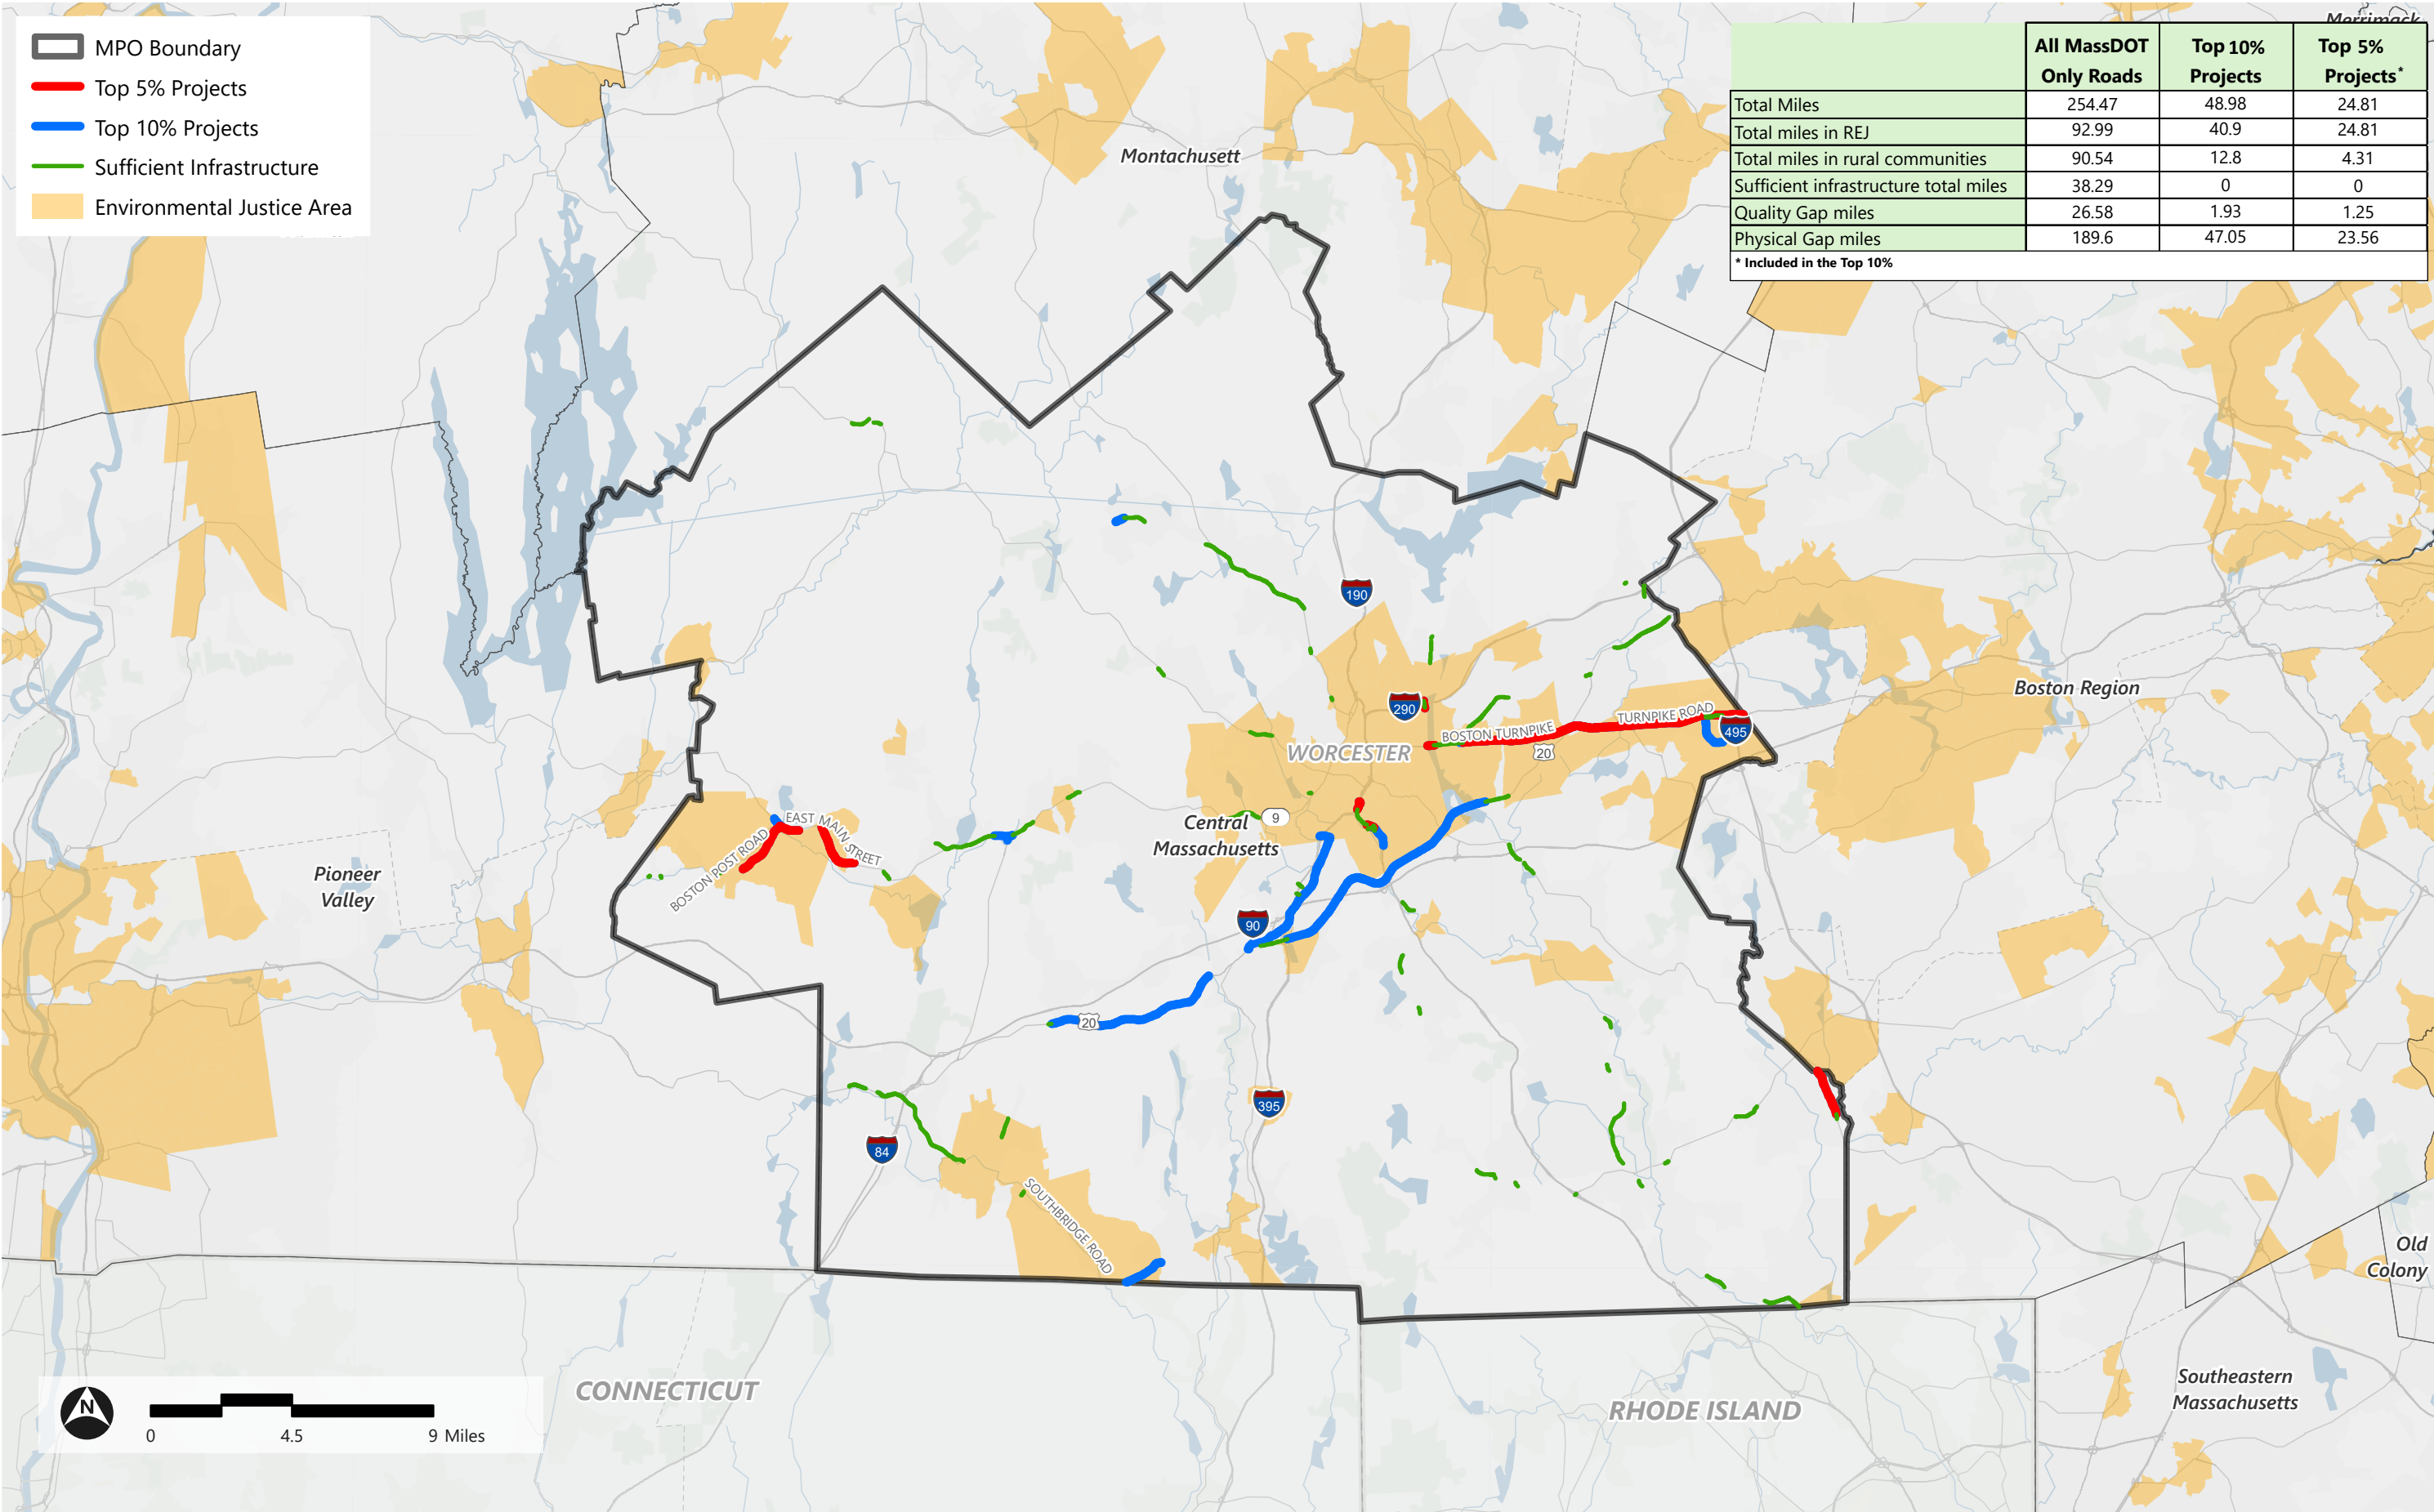 MPO Boundary
Top 5% Projects
Top 10% Projects
Sufficient Infrastructure
Environmental Justice Area
Merrimack
All MassDOT Only Roads | Top 10% Projects | Top 5% Projects*
Total Miles 254.47 48.98 24.81
Total miles in REJ 92.99 40.9 24.81
Total miles in rural communities 90.54 12.8 4.31
Sufficient infrastructure total miles 38.29 0 0
Quality Gap miles 26.58 1.93 1.25
Physical Gap miles 189.6 47.05 23.56
* Included in the Top 10%
Montachusett
190
Boston Region
290
TURNPIKE ROAD
BOSTON TURNPIKE
495
WORCESTER
20
9
Central
Massachusetts
EAST MAIN STREET
BOSTON POST ROAD
Pioneer
Valley
90
20
395
84
SOUTHBRIDGE ROAD
Old
Colony
CONNECTICUT
RHODE ISLAND
Southeastern
Massachusetts
N
0 4.5 9 Miles